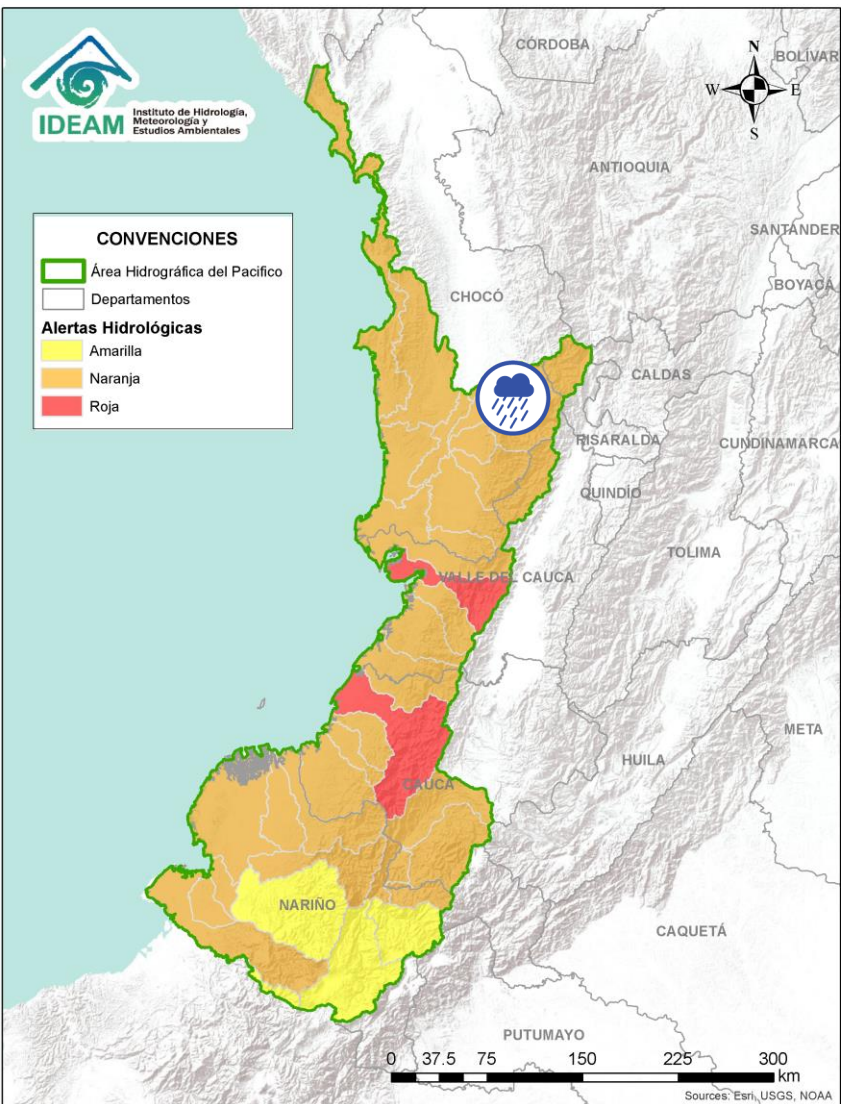 IDEAM
Instituto de Hidrología,
Meteorología y
Estudios Ambientales
N
W
E
S
CONVENCIONES
Área Hidrográfica del Pacifico
Departamentos
Alertas Hidrológicas
Amarilla
Naranja
Roja
CÓRDOBA
BOLÍVAR
ANTIOQUIA
SANTANDER
BOYACÁ
CHOCÓ
CALDAS
RISARALDA
CUNDINAMARCA
QUINDÍO
TOLIMA
VALLE DEL CAUCA
META
HUILA
CAUCA
NARIÑO
CAQUETÁ
PUTUMAYO
0 37.5 75 150 225 300
km
Sources: Esri, USGS, NOAA